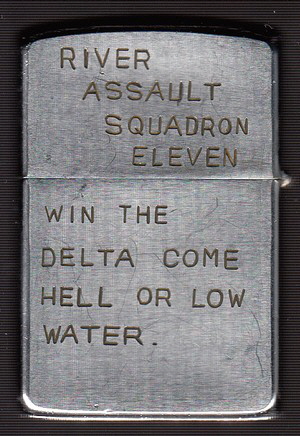 RIVER
ASSAULT
SQUADRON
ELEVEN
WIN THE
DELTA COME
HELL OR LOW
WATER.